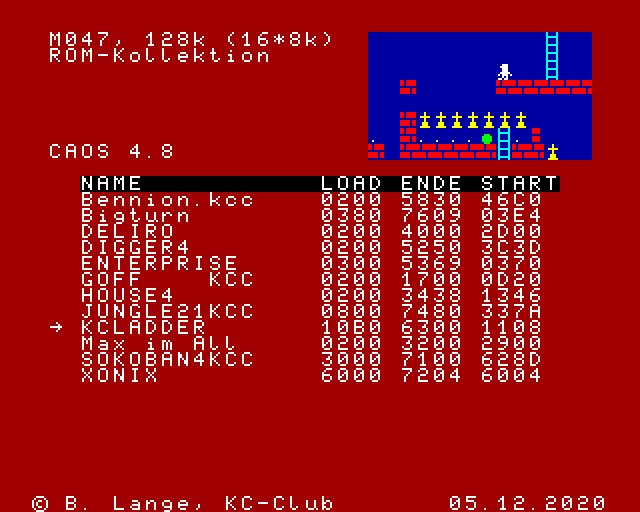 M047, 128k (16*8k)
ROM-Kollektion
CAOS 4.8
NAME LOAD ENDE START
Bennion.kcc 0200 5830 46C0
Bigturn 0380 7609 03E4
DELIRO 0200 4000 2D00
DIGGER4 0200 5250 3C3D
ENTERPRISE 0300 5369 0370
GOFF KCC 0200 1700 0D20
HOUSE4 0200 3438 1346
JUNGLE21KCC 0800 7480 337A
→ KCLADDER 10B0 6300 1108
Max im All 0200 3200 2900
SOKOBAN4KCC 3000 7100 628D
XONIX 6000 7204 6004
© B. Lange, KC-Club 05.12.2020